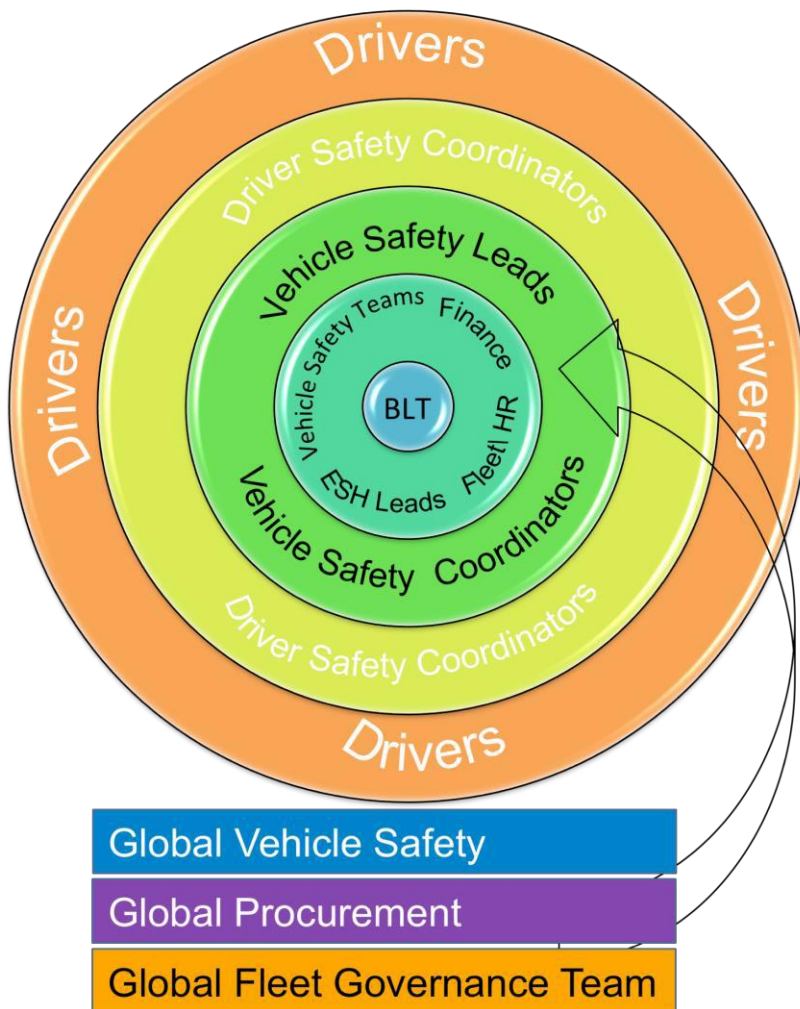 Drivers
Driver Safety Coordinators
Vehicle Safety Leads
Vehicle Safety Teams
Finance
Drivers
Drivers
BLT
ESH Leads
Fleet\ HR
Vehicle Safety Coordinators
Driver Safety Coordinators
Drivers
Global Vehicle Safety
Global Procurement
Global Fleet Governance Team